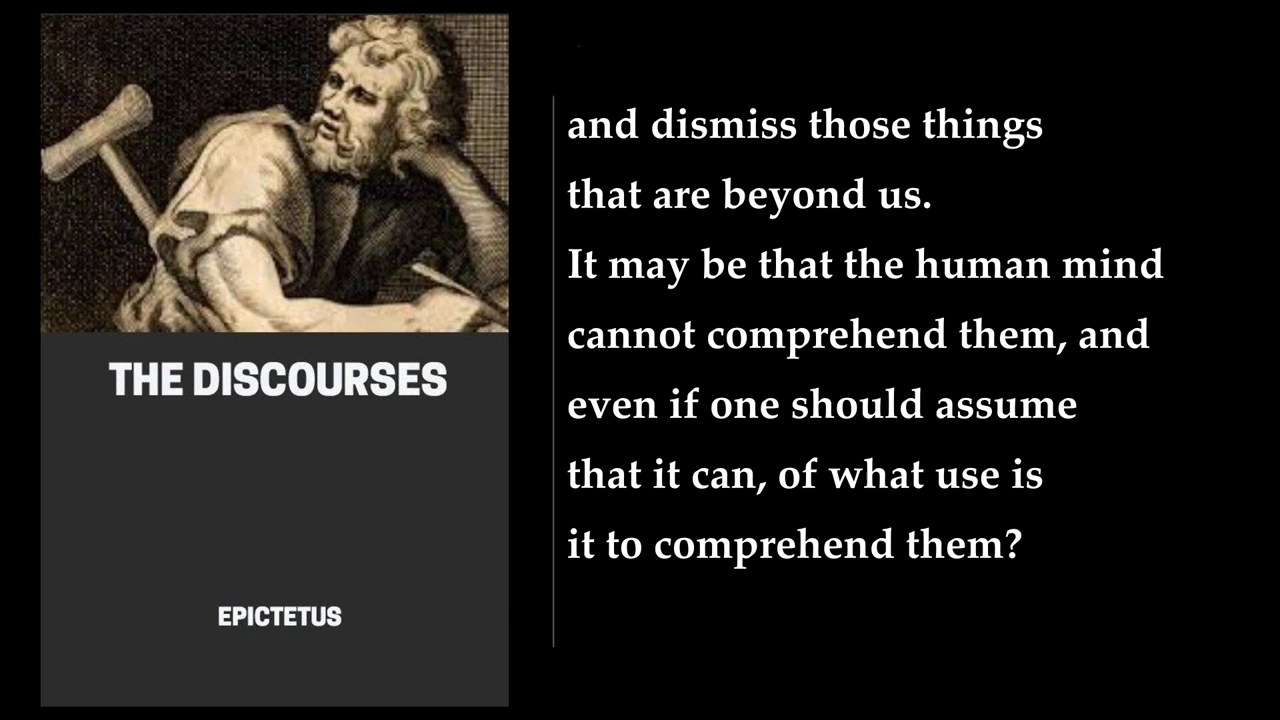 THE DISCOURSES
EPICTETUS
and dismiss those things
that are beyond us.
It may be that the human mind
cannot comprehend them, and
even if one should assume
that it can, of what use is
it to comprehend them?